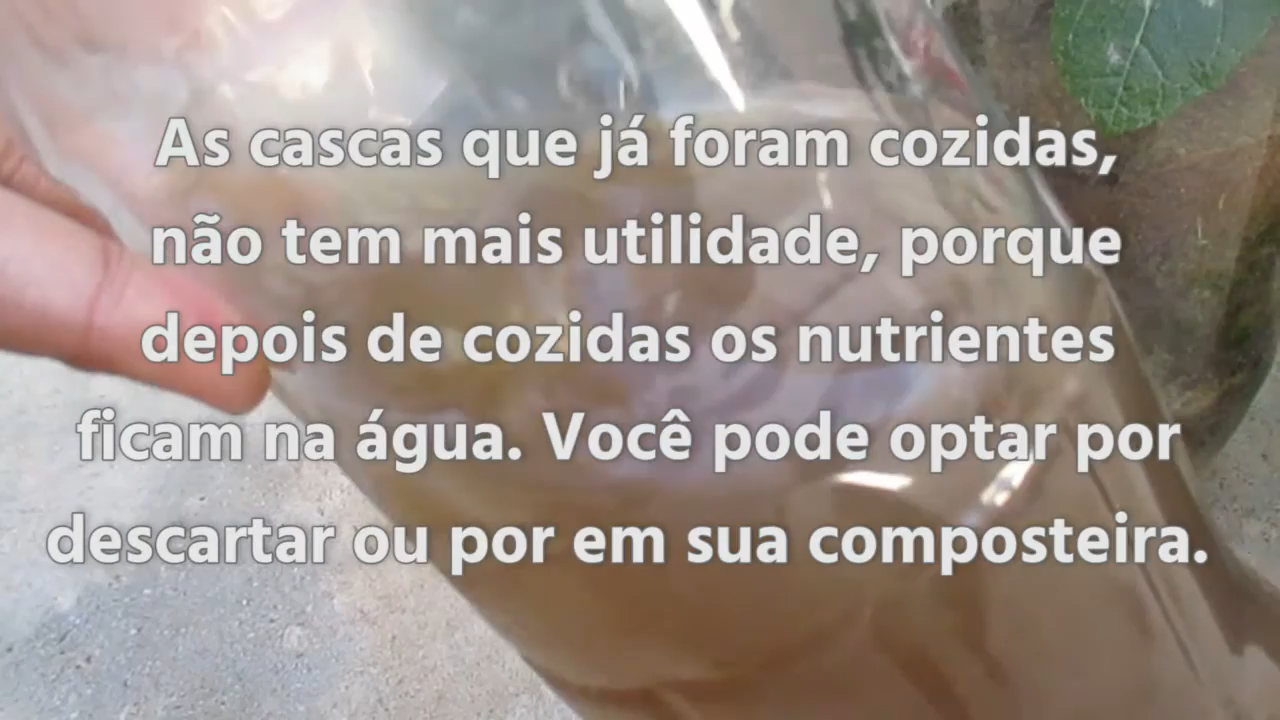 As cascas que já foram cozidas,
não tem mais utilidade, porque
depois de cozidas os nutrientes
ficam na água. Você pode optar por
descartar ou por em sua composteira.